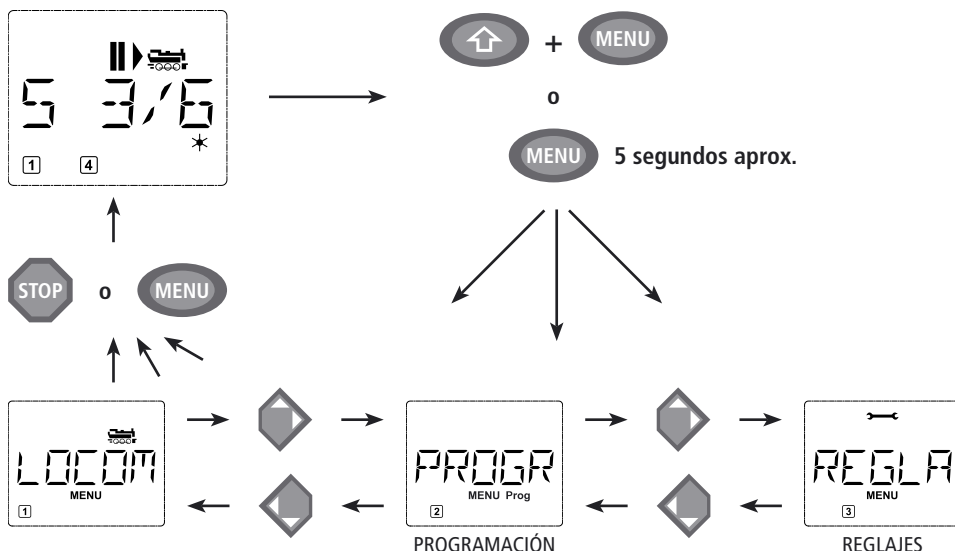 + MENU
o
S 3/6
1 4
MENU 5 segundos aprox.
STOP o MENU
LOCOM
MENU
1
PROGR
MENU Prog
2
REGLA
MENU
3
PROGRAMACIÓN
REGLAJES